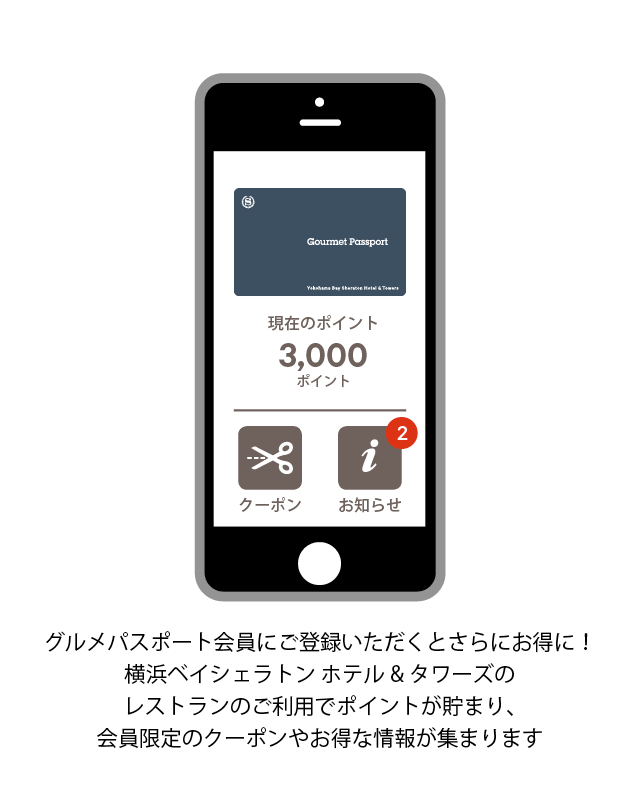 S
Gourmet Passport
Yokohama Bay Sheraton Hotel & Towers
現在のポイント
3,000
ポイント
2
i
クーポン
お知らせ
グルメパスポート会員にご登録いただくとさらにお得に！
横浜ベイシェラトン ホテル & タワーズの
レストランのご利用でポイントが貯まり、
会員限定のクーポンやお得な情報が集まります